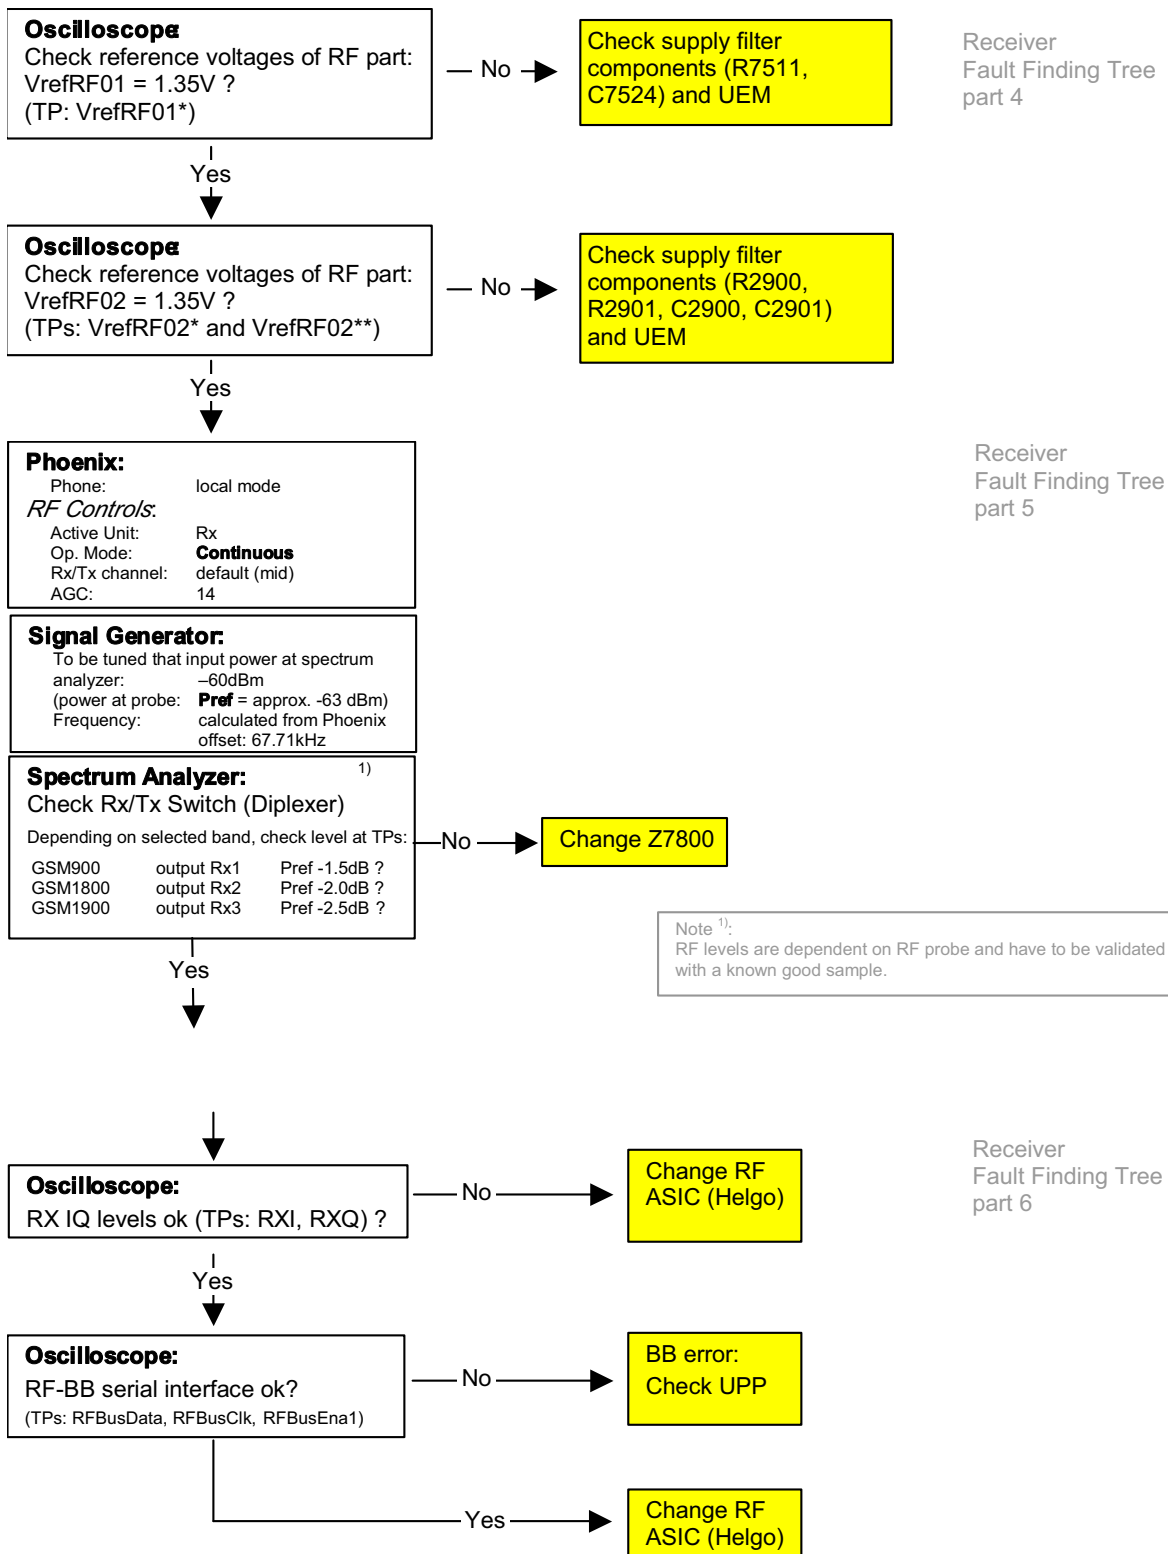 Oscilloscope:
Check reference voltages of RF part:
VrefRF01 = 1.35V ?
(TP: VrefRF01*)
No
Check supply filter
components (R7511,
C7524) and UEM
Receiver
Fault Finding Tree
part 4
Yes
Oscilloscope:
Check reference voltages of RF part:
VrefRF02 = 1.35V ?
(TPs: VrefRF02* and VrefRF02**)
No
Check supply filter
components (R2900,
R2901, C2900, C2901)
and UEM
Yes
Receiver
Fault Finding Tree
part 5
Phoenix:
Phone: local mode
RF Controls:
Active Unit: Rx
Op. Mode: Continuous
Rx/Tx channel: default (mid)
AGC: 14
Signal Generator:
To be tuned that input power at spectrum
analyzer: –60dBm
(power at probe: Pref = approx. -63 dBm)
Frequency: calculated from Phoenix
offset: 67.71kHz
Spectrum Analyzer: 1)
Check Rx/Tx Switch (Diplexer)
Depending on selected band, check level at TPs:
GSM900 output Rx1 Pref -1.5dB ?
GSM1800 output Rx2 Pref -2.0dB ?
GSM1900 output Rx3 Pref -2.5dB ?
No
Change Z7800
Note 1):
RF levels are dependent on RF probe and have to be validated
with a known good sample.
Yes
Receiver
Fault Finding Tree
part 6
Oscilloscope:
RX IQ levels ok (TPs: RXI, RXQ) ?
No
Change RF
ASIC (Helgo)
Yes
Oscilloscope:
RF-BB serial interface ok?
(TPs: RFBusData, RFBusClk, RFBusEna1)
No
BB error:
Check UPP
Yes
Change RF
ASIC (Helgo)